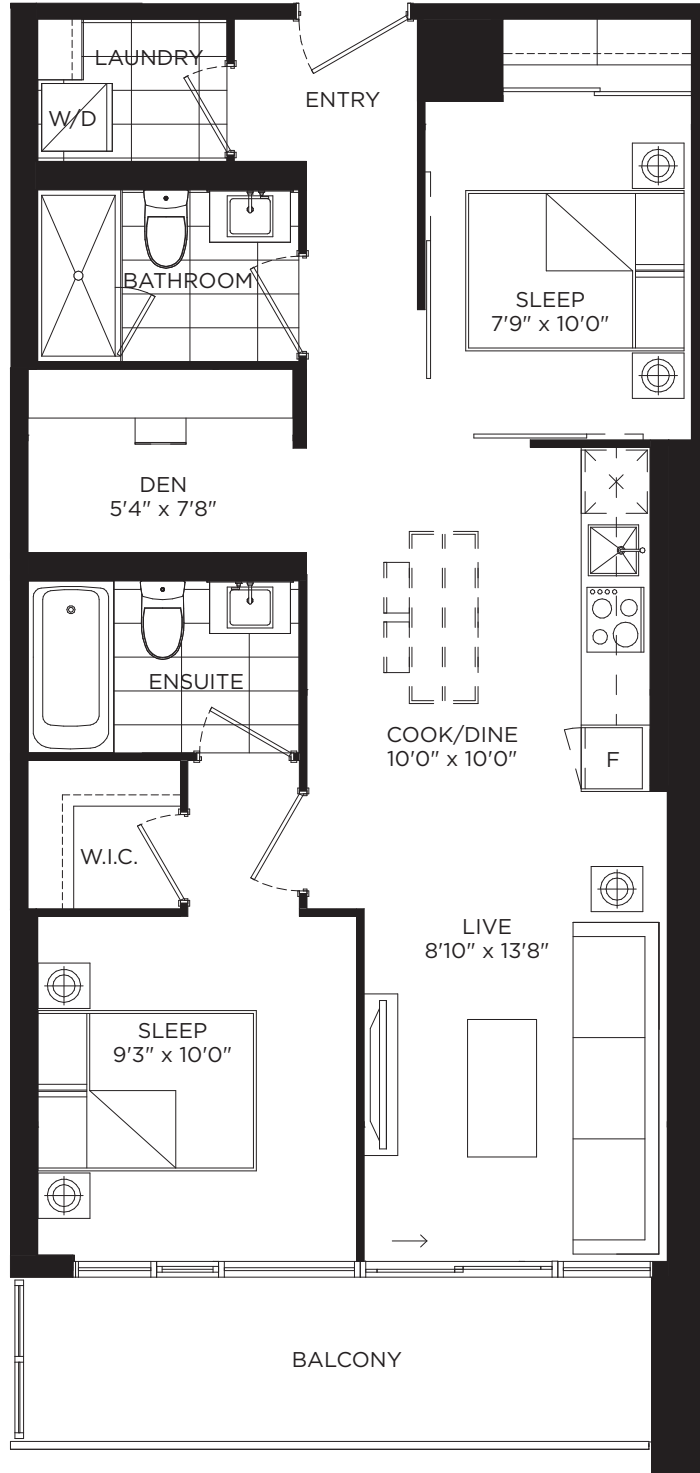 LAUNDRY
W/D
ENTRY
BATHROOM
SLEEP
7'9" x 10'0"
DEN
5'4" x 7'8"
ENSUITE
COOK/DINE
10'0" x 10'0"
F
W.I.C.
LIVE
8'10" x 13'8"
SLEEP
9'3" x 10'0"
BALCONY